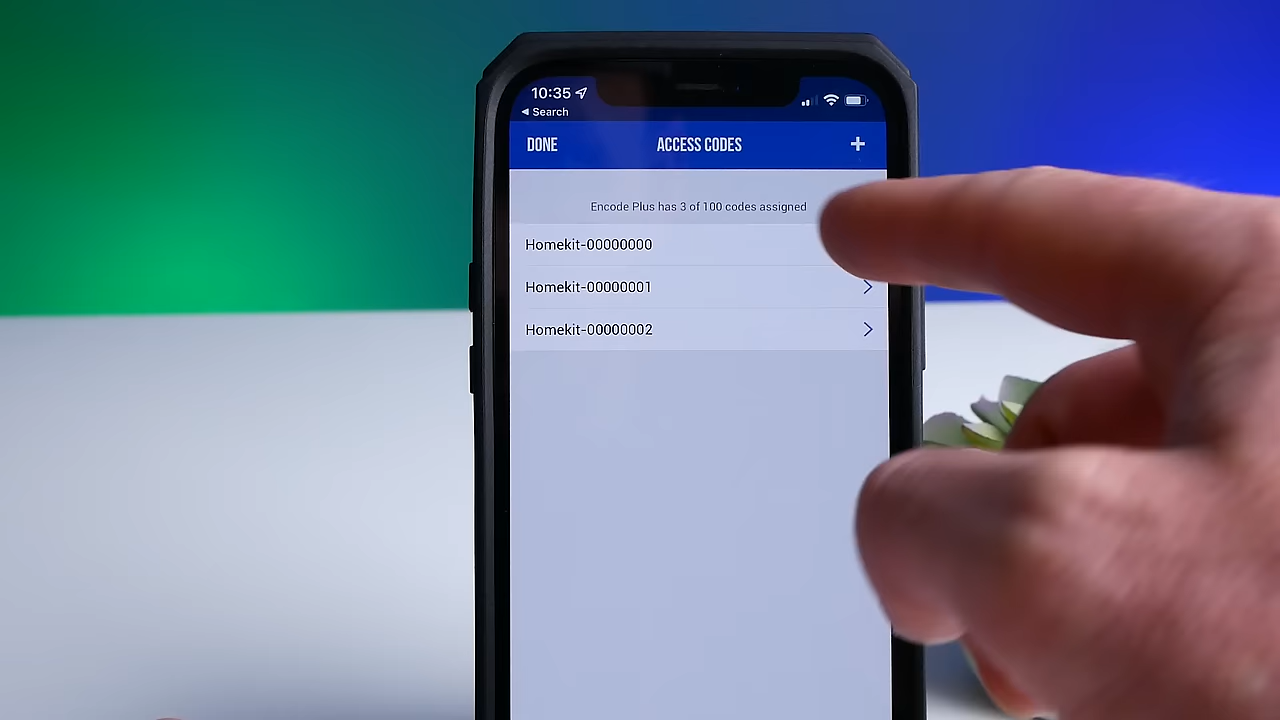 10:35
Search
DONE ACCESS CODES +
Encode Plus has 3 of 100 codes assigned
Homekit-00000000
Homekit-00000001
Homekit-00000002